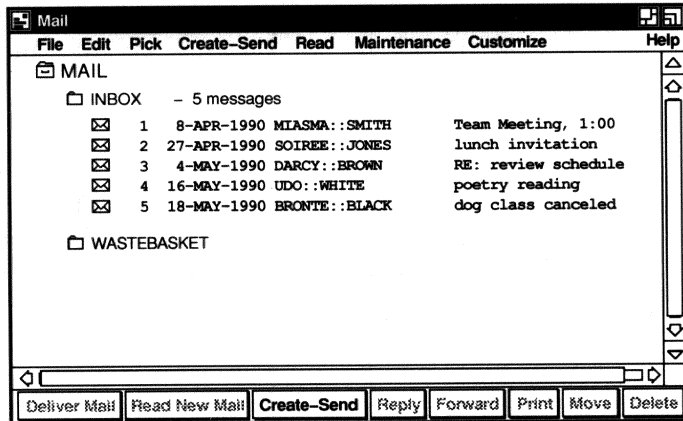 Mail
File Edit Pick Create–Send Read Maintenance Customize Help
MAIL
INBOX – 5 messages
1 8-APR-1990 MIASMA::SMITH Team Meeting, 1:00
2 27-APR-1990 SOIREE::JONES lunch invitation
3 4-MAY-1990 DARCY::BROWN RE: review schedule
4 16-MAY-1990 UDO::WHITE poetry reading
5 18-MAY-1990 BRONTE::BLACK dog class canceled
WASTEBASKET
Deliver Mail Read New Mail Create–Send Reply Forward Print Move Delete